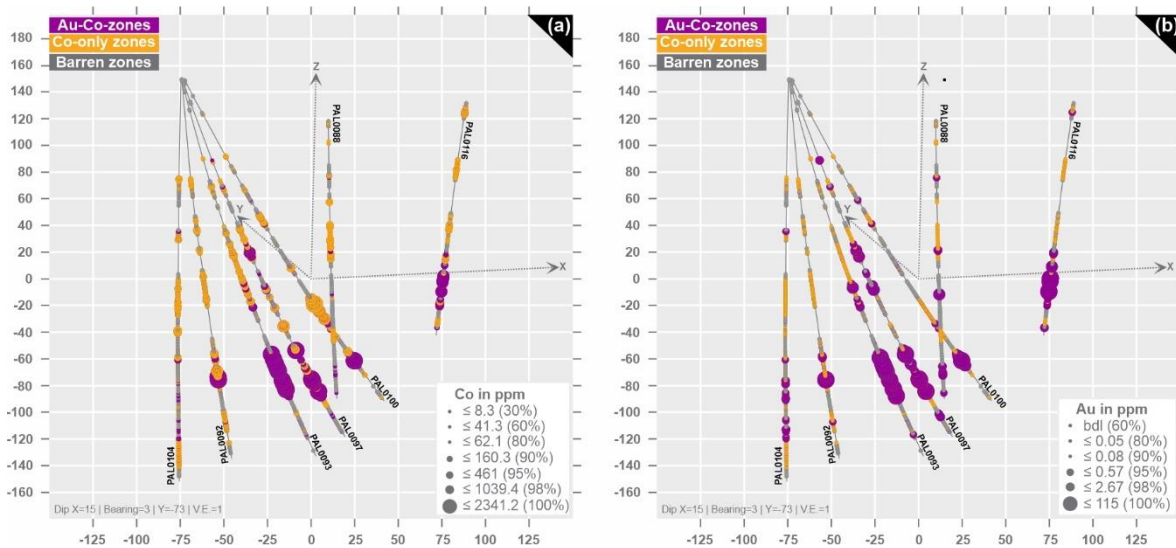 Au-Co-zones
Co-only zones
Barren zones
(a)
180
160
140
120
100
80
60
40
20
0
-20
-40
-60
-80
-100
-120
-140
-160
Z
Y
X
PAL0088
PAL0116
PAL0104
PAL0092
PAL0093
PAL0097
PAL0100
Co in ppm
≤ 8.3 (30%)
≤ 41.3 (60%)
≤ 62.1 (80%)
≤ 160.3 (90%)
≤ 461 (95%)
≤ 1039.4 (98%)
≤ 2341.2 (100%)
Dip X=15 | Bearing=3 | Y=-73 | V.E.=1
-125 -100 -75 -50 -25 0 25 50 75 100 125
Au-Co-zones
Co-only zones
Barren zones
(b)
180
160
140
120
100
80
60
40
20
0
-20
-40
-60
-80
-100
-120
-140
-160
Z
Y
X
PAL0088
PAL0116
PAL0104
PAL0092
PAL0093
PAL0097
PAL0100
Au in ppm
bdl (60%)
≤ 0.05 (80%)
≤ 0.08 (90%)
≤ 0.57 (95%)
≤ 2.67 (98%)
≤ 115 (100%)
Dip X=15 | Bearing=3 | Y=-73 | V.E.=1
-125 -100 -75 -50 -25 0 25 50 75 100 125